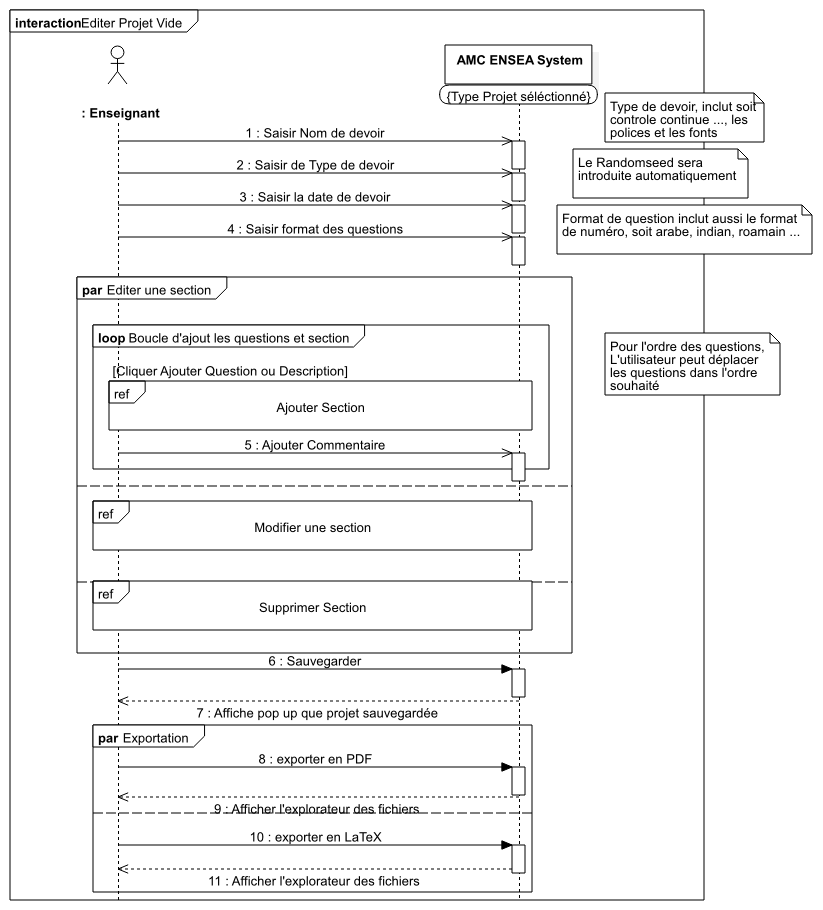 interactionEditer Projet Vide
AMC ENSEA System
{Type Projet séléctionné}
: Enseignant
Type de devoir, inclut soit
controle continue ..., les
polices et les fonts
1 : Saisir Nom de devoir
2 : Saisir de Type de devoir
Le Randomseed sera
introduite automatiquement
3 : Saisir la date de devoir
4 : Saisir format des questions
Format de question inclut aussi le format
de numéro, soit arabe, indian, roamain ...
par Editer une section
loop Boucle d'ajout les questions et section
Pour l'ordre des questions,
L'utilisateur peut déplacer
les questions dans l'ordre
souhaité
[Cliquer Ajouter Question ou Description]
ref
Ajouter Section
5 : Ajouter Commentaire
ref
Modifier une section
ref
Supprimer Section
6 : Sauvegarder
7 : Affiche pop up que projet sauvegardée
par Exportation
8 : exporter en PDF
9 : Afficher l'explorateur des fichiers
10 : exporter en LaTeX
11 : Afficher l'explorateur des fichiers